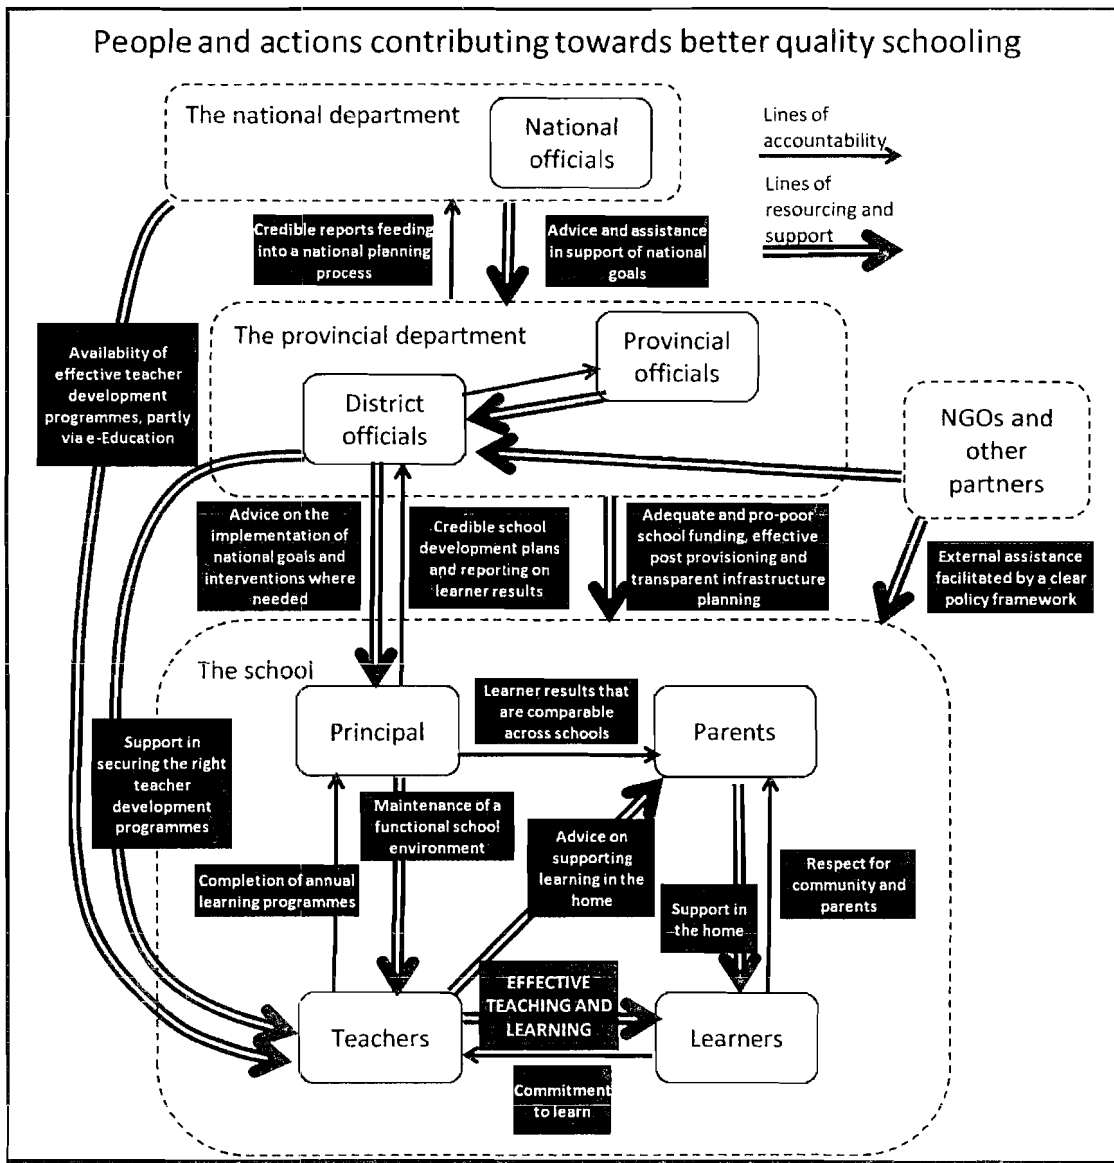 People and actions contributing towards better quality schooling
The national department
National
officials
Lines of
accountability
Lines of
resourcing and
support
Credible reports feeding
into a national planning
process
Advice and assistance
in support of national
goals
The provincial department
Provincial
officials
District
officials
Availabiity of
effective teacher
development
programmes, partly
via e-Education
NGOs and
other
partners
Advice on the
implementation of
national goals and
interventions where
needed
Credible school
development plans
and reporting on
learner results
Adequate and pro-poor
school funding, effective
post provisioning and
transparent infrastructure
planning
External assistance
facilitated by a clear
policy framework
The school
Principal
Learner results that
are comparable
across schools
Parents
Support in
securing the right
teacher
development
programmes
Maintenance of a
functional school
environment
Advice on
supporting
learning in the
home
Completion of annual
learning programmes
Respect for
community and
parents
Support in
the home
EFFECTIVE
TEACHING AND
LEARNING
Teachers
Learners
Commitment
to learn